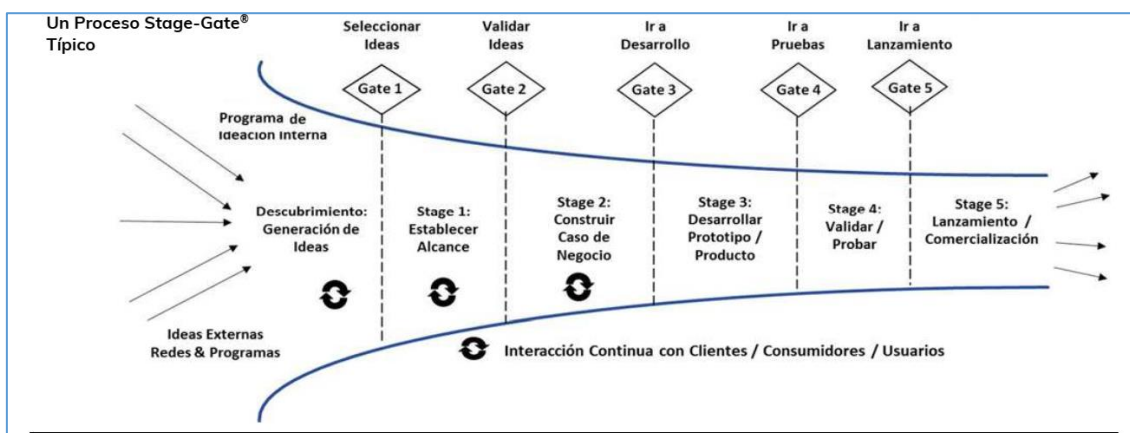 Un Proceso Stage-Gate®
Típico
Seleccionar
Ideas
Validar
Ideas
Ir a
Desarrollo
Ir a
Pruebas
Ir a
Lanzamiento
Gate 1
Gate 2
Gate 3
Gate 4
Gate 5
Programa de
Ideación Interna
Descubrimiento:
Generación de
Ideas
Stage 1:
Establecer
Alcance
Stage 2:
Construir
Caso de
Negocio
Stage 3:
Desarrollar
Prototipo /
Producto
Stage 4:
Validar /
Probar
Stage 5:
Lanzamiento /
Comercialización
Ideas Externas
Redes & Programas
Interacción Continua con Clientes / Consumidores / Usuarios